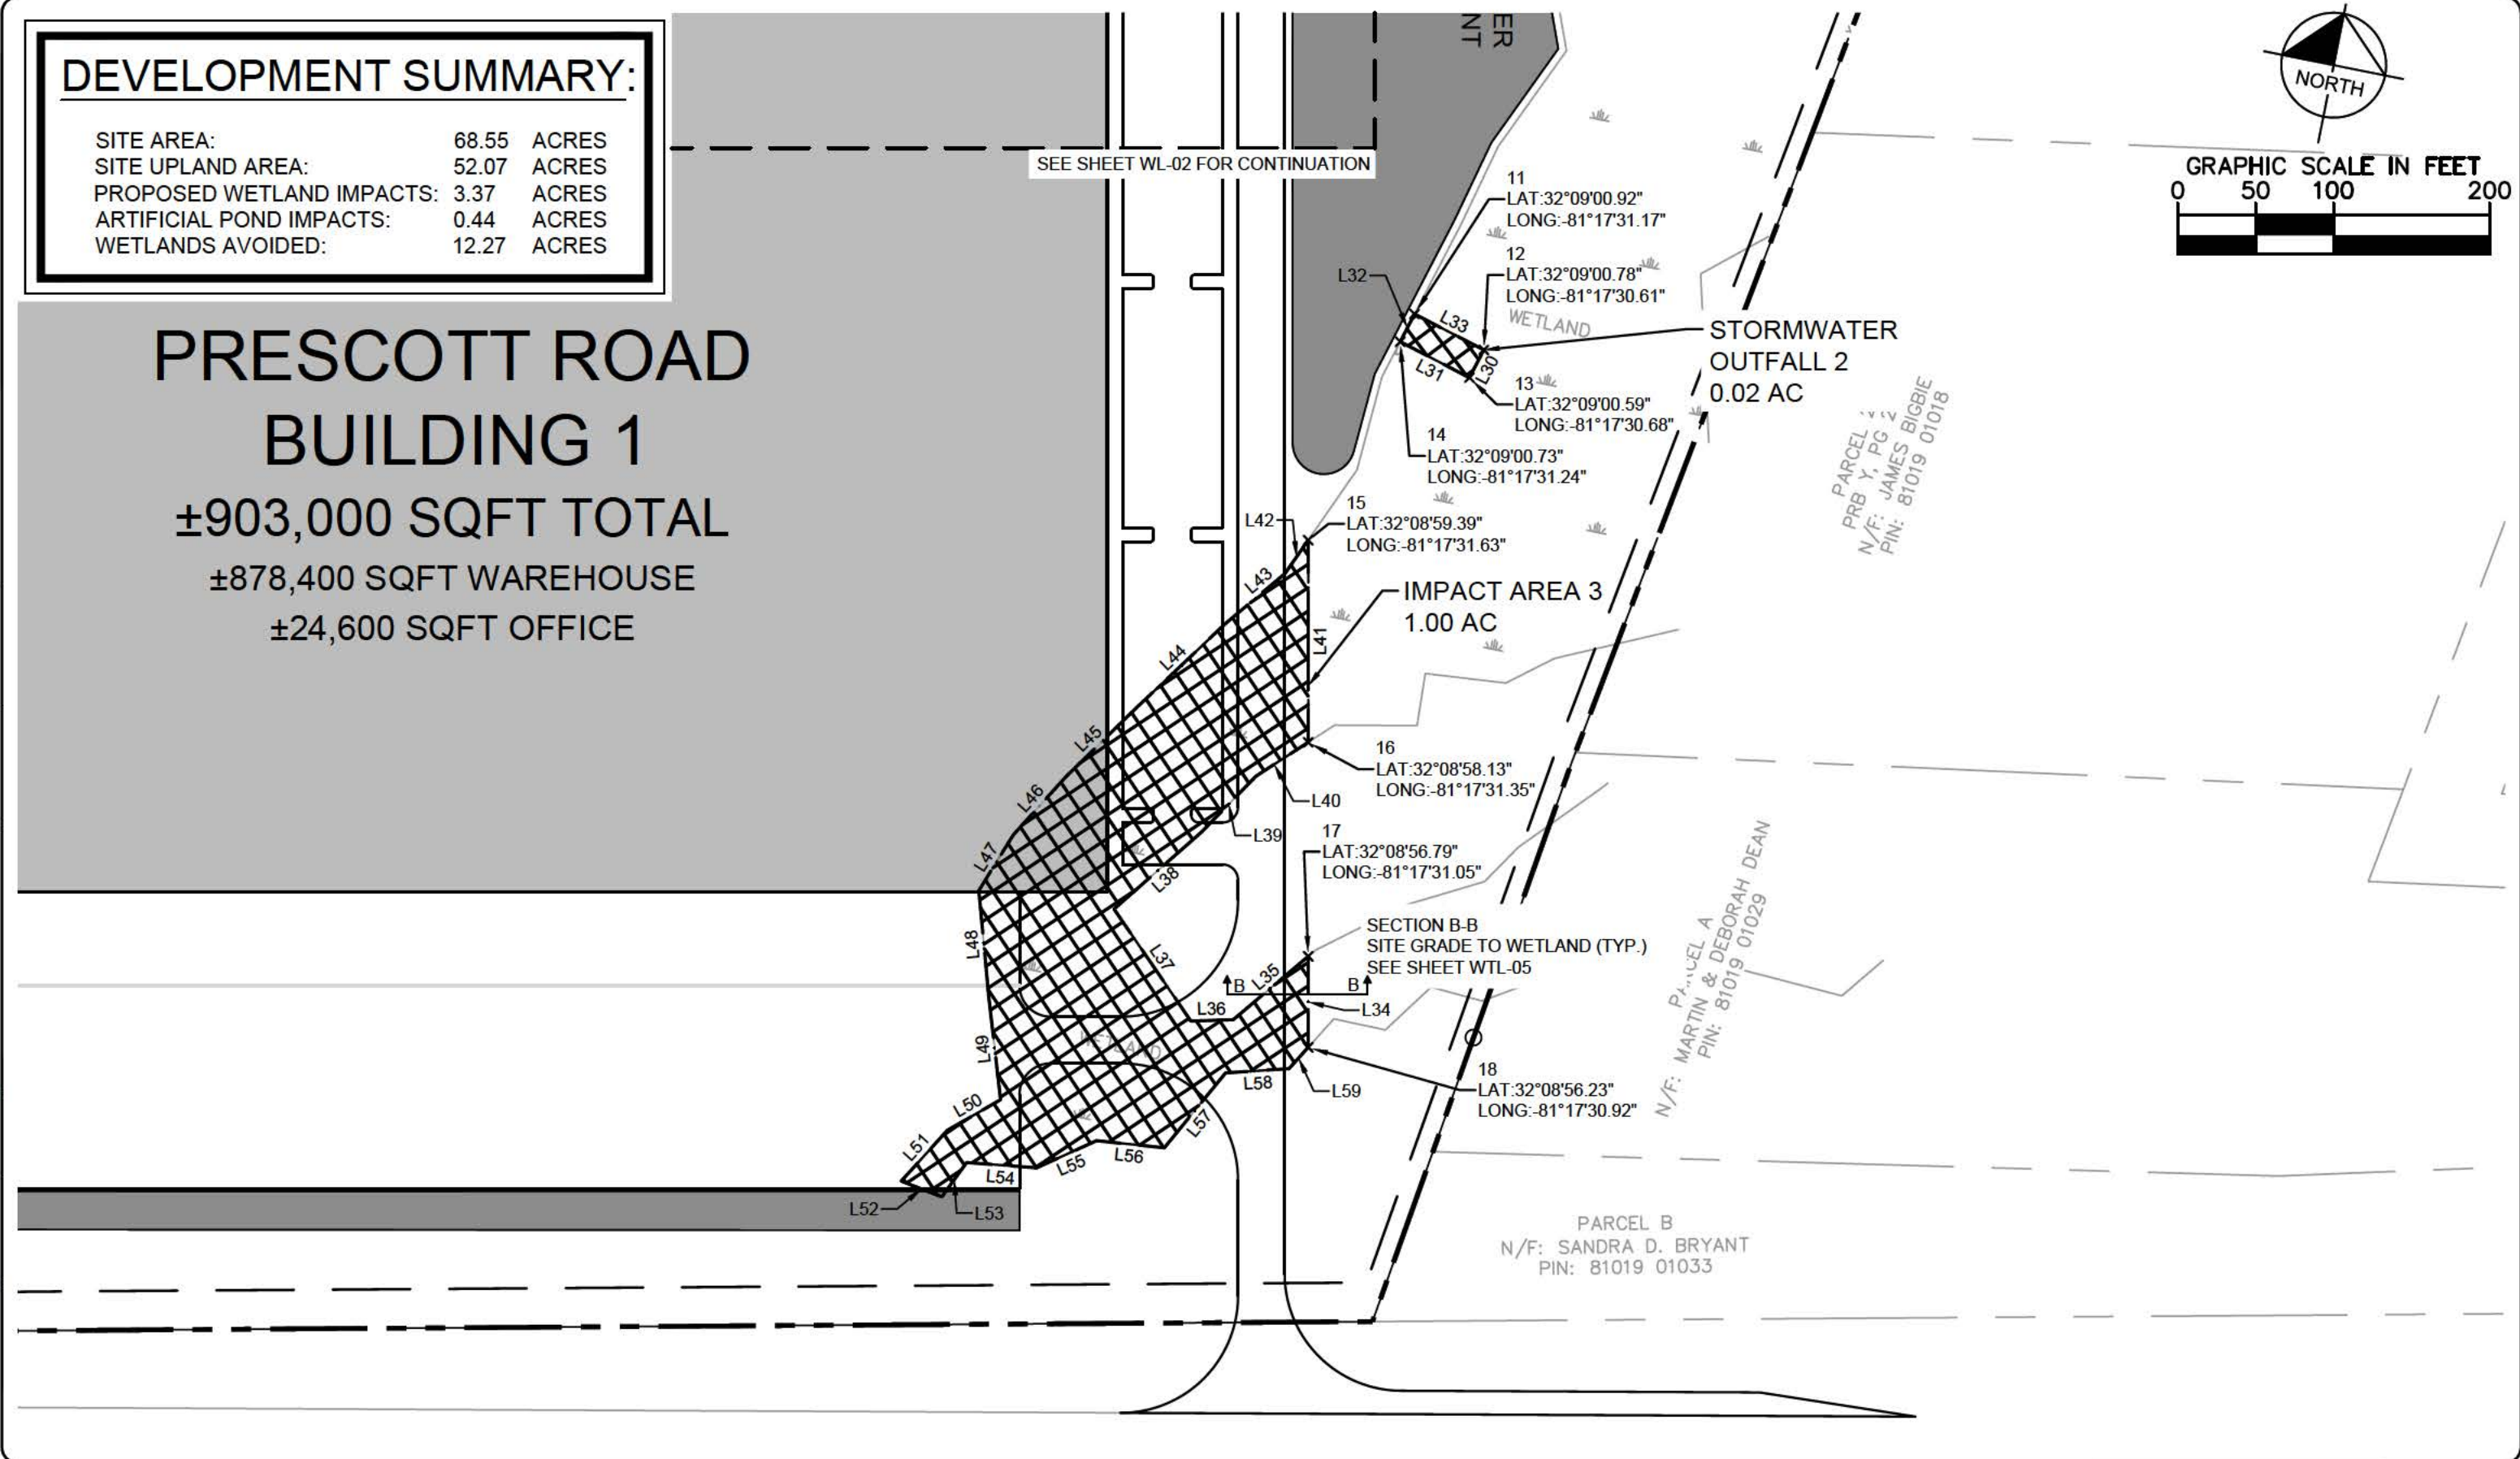 DEVELOPMENT SUMMARY:
SITE AREA: 68.55 ACRES
SITE UPLAND AREA: 52.07 ACRES
PROPOSED WETLAND IMPACTS: 3.37 ACRES
ARTIFICIAL POND IMPACTS: 0.44 ACRES
WETLANDS AVOIDED: 12.27 ACRES
ER
NT
NORTH
GRAPHIC SCALE IN FEET
0 50 100 200
SEE SHEET WL-02 FOR CONTINUATION
PRESCOTT ROAD
BUILDING 1
±903,000 SQFT TOTAL
±878,400 SQFT WAREHOUSE
±24,600 SQFT OFFICE
11
LAT:32°09'00.92"
LONG:-81°17'31.17"
12
LAT:32°09'00.78"
LONG:-81°17'30.61"
L32
L33
WETLAND
L31
L30
STORMWATER
OUTFALL 2
0.02 AC
13
LAT:32°09'00.59"
LONG:-81°17'30.68"
14
LAT:32°09'00.73"
LONG:-81°17'31.24"
PARCEL
PRB Y, PG 2
N/F: JAMES BIGBIE
PIN: 81019 01018
15
LAT:32°08'59.39"
LONG:-81°17'31.63"
L42
L43
IMPACT AREA 3
1.00 AC
L41
L44
L45
L46
L47
16
LAT:32°08'58.13"
LONG:-81°17'31.35"
L40
L39
L38
17
LAT:32°08'56.79"
LONG:-81°17'31.05"
SECTION B-B
SITE GRADE TO WETLAND (TYP.)
SEE SHEET WTL-05
L48
L37
L35
B B
L36
L34
L49
WETLAND
L58
L59
18
LAT:32°08'56.23"
LONG:-81°17'30.92"
PARCEL A
N/F: MARTIN & DEBORAH DEAN
PIN: 81019 01029
L50
L51
L57
L56
L55
L54
L52
L53
PARCEL B
N/F: SANDRA D. BRYANT
PIN: 81019 01033